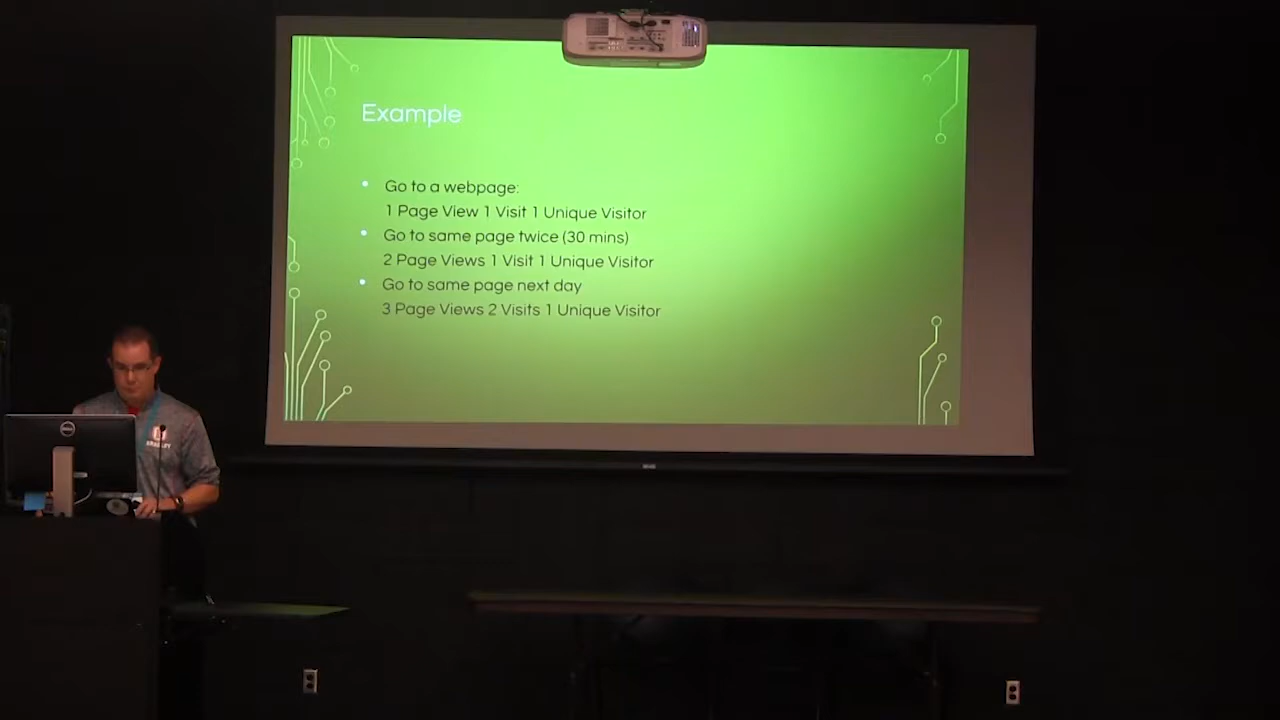 Example
Go to a webpage:
1 Page View 1 Visit 1 Unique Visitor
Go to same page twice (30 mins)
2 Page Views 1 Visit 1 Unique Visitor
Go to same page next day
3 Page Views 2 Visits 1 Unique Visitor
DELL